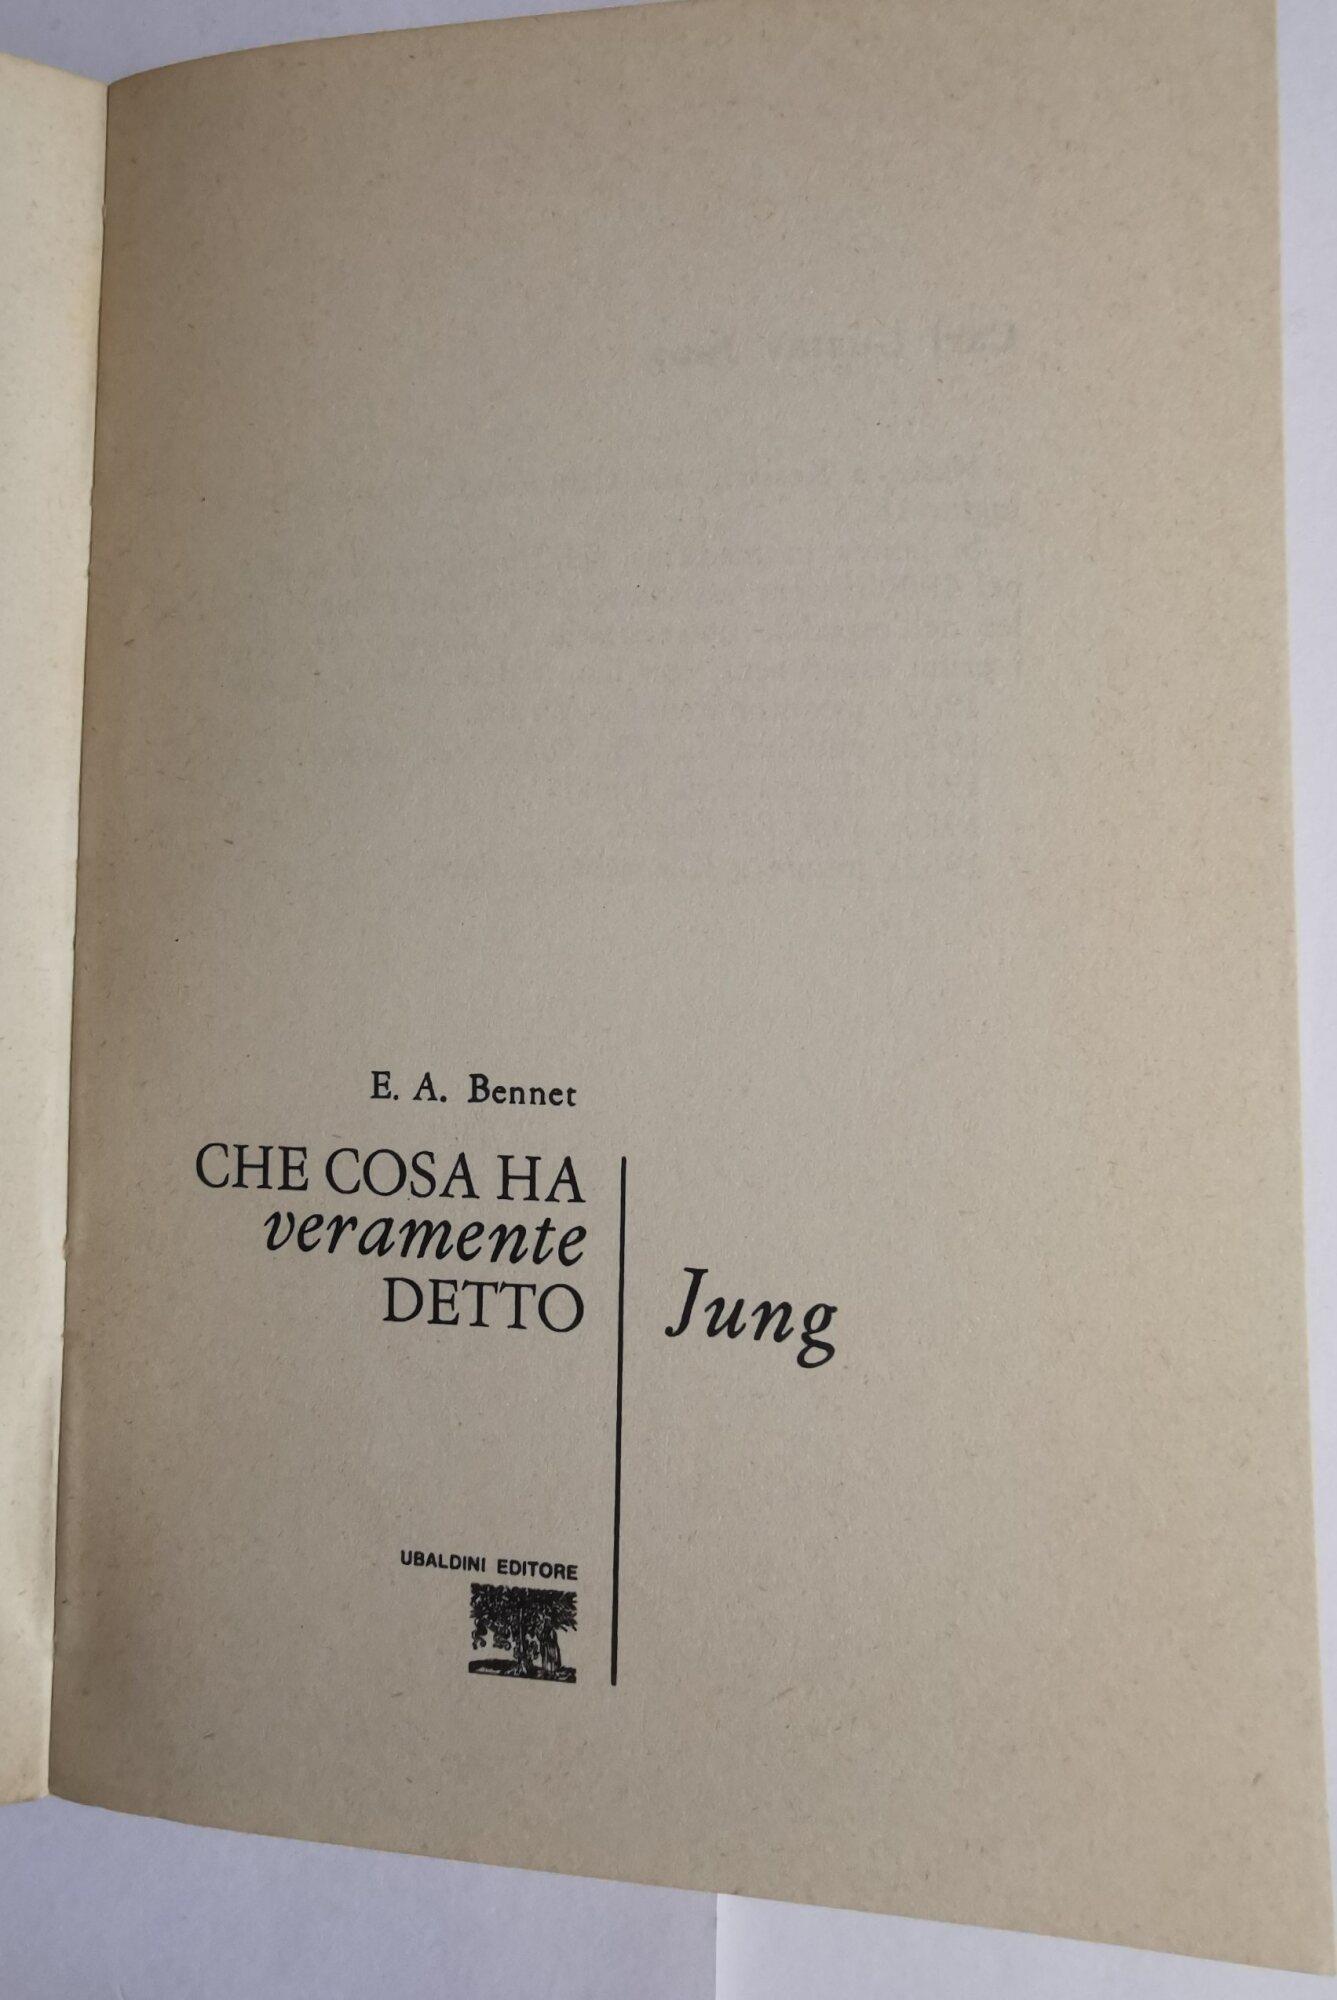 E. A. Bennet
CHE COSA HA
veramente
DETTO
Jung
UBALDINI EDITORE